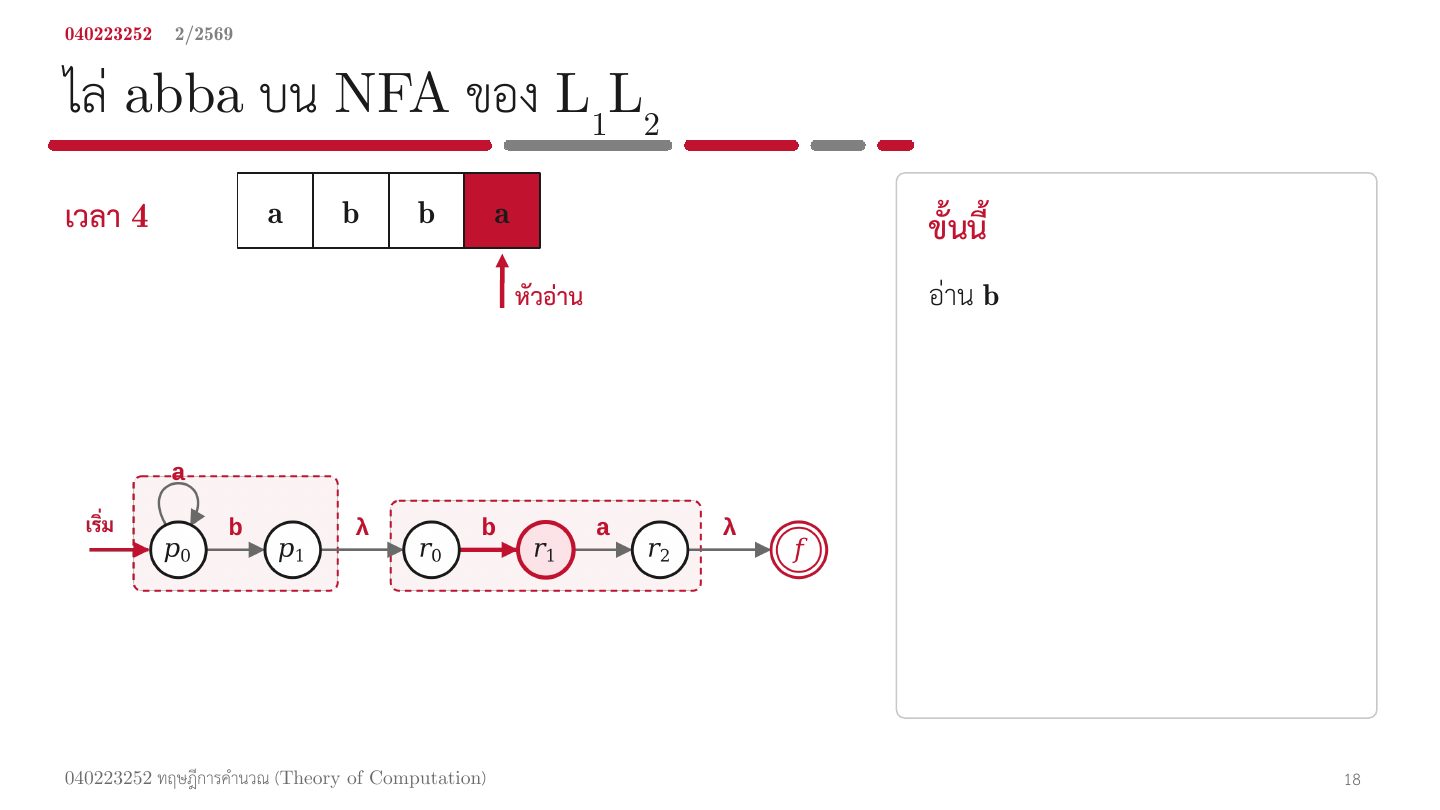 040223252 2/2569
ไล่ abba บน NFA ของ L₁L₂
เวลา 4
a b b a
หัวอ่าน
ขั้นนี้
อ่าน b
a
เริ่ม b λ b a λ
p₀ p₁ r₀ r₁ r₂ f
040223252 ทฤษฎีการคำนวณ (Theory of Computation)
18